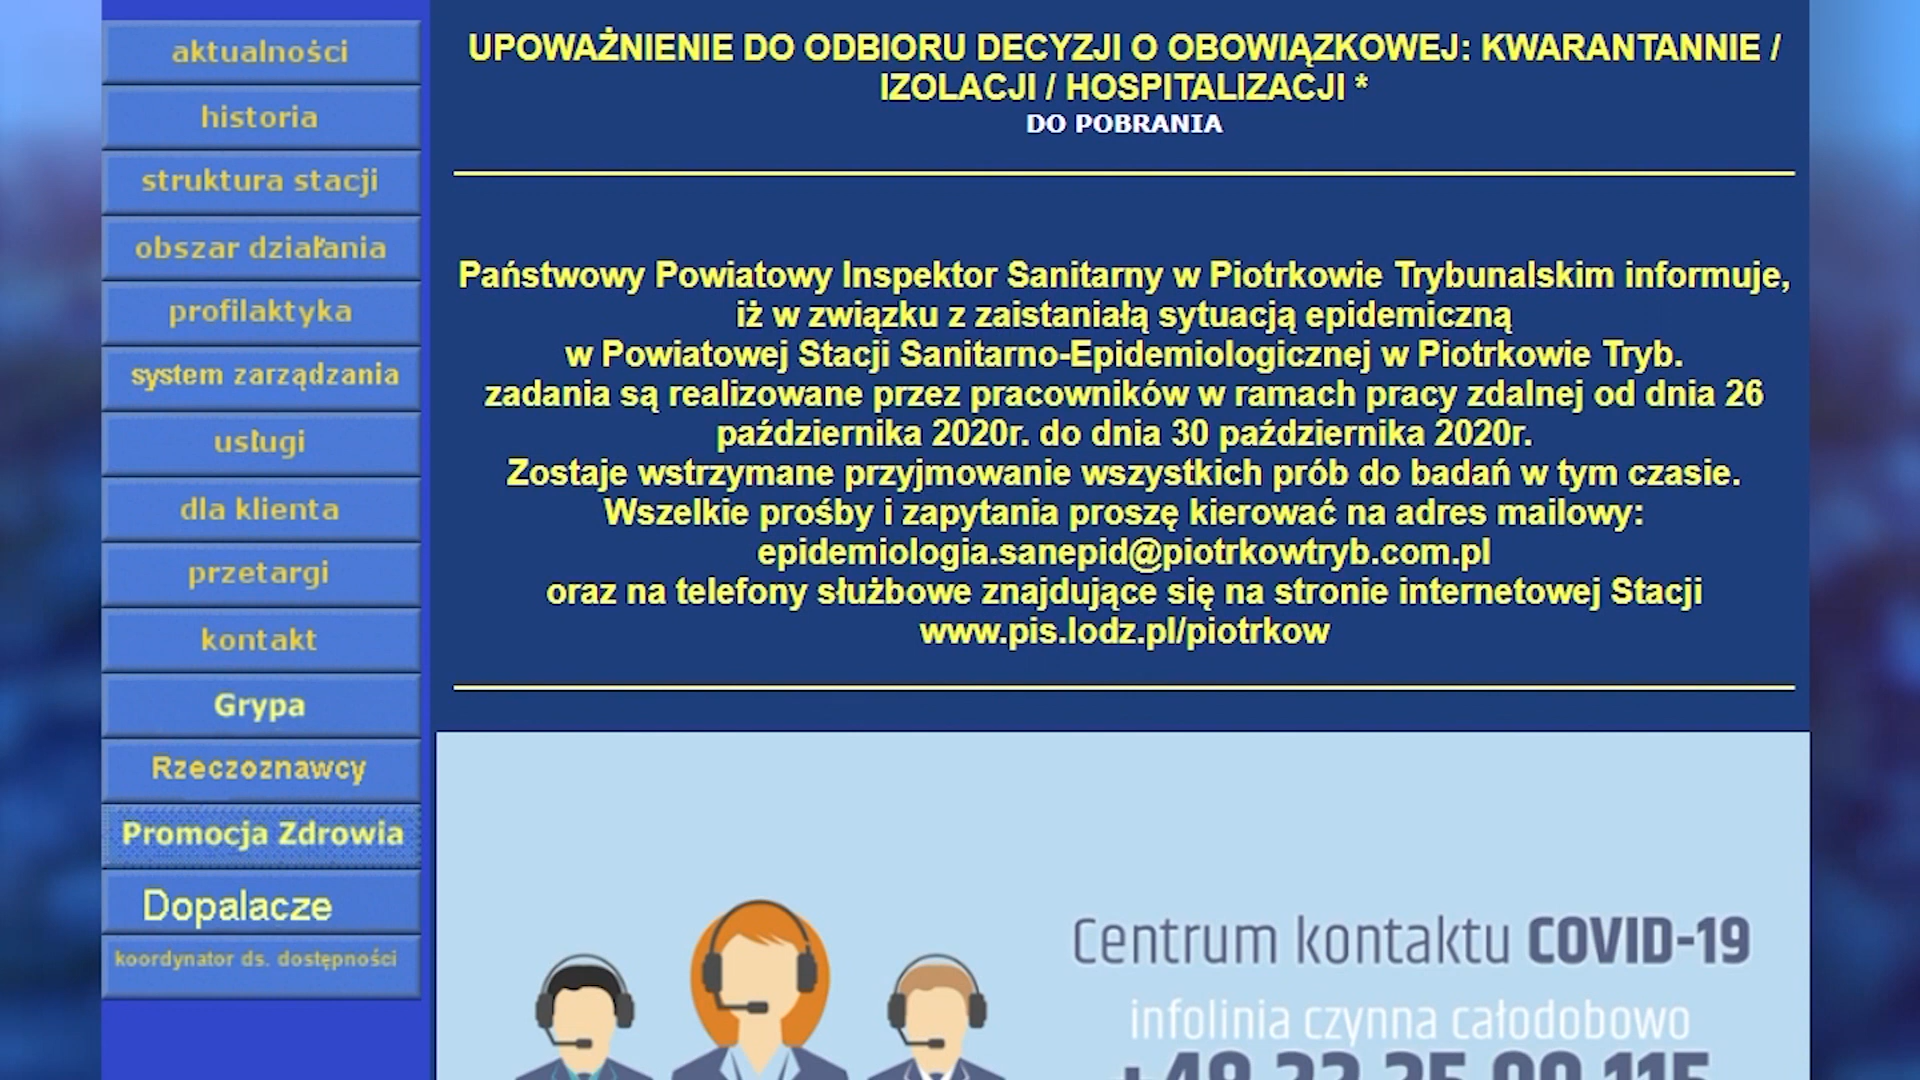 aktualności
historia
struktura stacji
obszar działania
profilaktyka
system zarządzania
usługi
dla klienta
przetargi
kontakt
Grypa
Rzeczoznawcy
Promocja Zdrowia
Dopalacze
koordynator ds. dostępności
UPOWAŻNIENIE DO ODBIORU DECYZJI O OBOWIĄZKOWEJ: KWARANTANNIE /
IZOLACJI / HOSPITALIZACJI *
DO POBRANIA
Państwowy Powiatowy Inspektor Sanitarny w Piotrkowie Trybunalskim informuje,
iż w związku z zaistaniałą sytuacją epidemiczną
w Powiatowej Stacji Sanitarno-Epidemiologicznej w Piotrkowie Tryb.
zadania są realizowane przez pracowników w ramach pracy zdalnej od dnia 26
października 2020r. do dnia 30 października 2020r.
Zostaje wstrzymane przyjmowanie wszystkich prób do badań w tym czasie.
Wszelkie prośby i zapytania proszę kierować na adres mailowy:
epidemiologia.sanepid@piotrkowtryb.com.pl
oraz na telefony służbowe znajdujące się na stronie internetowej Stacji
www.pis.lodz.pl/piotrkow
Centrum kontaktu COVID-19
infolinia czynna całodobowo
+48 22 25 00 115